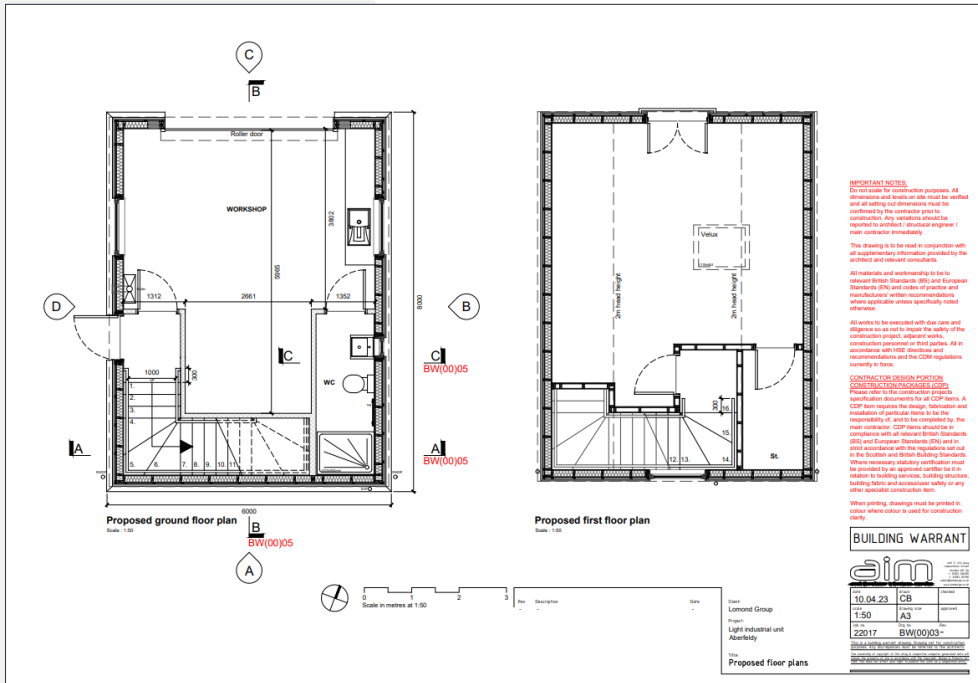 C
B
Roller door
WORKSHOP
3802
5965
1312
2661
1352
D
B
8000
1000
300
C
C
BW(00)05
WC
A
A
BW(00)05
1.
2.
3.
4.
5.
6.
7.
8.
9.
10.
11.
6000
Proposed ground floor plan
Scale : 1:50
B
BW(00)05
A
Velux
2m head height
2m head height
300
16.
15.
14.
12.
13.
St.
Proposed first floor plan
Scale : 1:50
IMPORTANT NOTES:
Do not scale for construction purposes. All
dimensions and levels on site must be verified
and all setting out dimensions must be
confirmed by the contractor prior to
construction. Any variations should be
reported to architect / structural engineer /
main contractor immediately.
This drawing is to be read in conjunction with
all supplementary information provided by the
architect and relevant consultants.
All materials and workmanship to be to
relevant British Standards (BS) and European
Standards (EN) and codes of practice and
manufacturers' written recommendations
where applicable unless specifically noted
otherwise.
All works to be executed with due care and
diligence so as not to impair the safety of the
construction project, adjacent works,
construction personnel or third parties. All in
accordance with HSE directives and
recommendations and the CDM regulations
currently in force.
CONTRACTOR DESIGN PORTION
CONSTRUCTION PACKAGES (CDP)
Please refer to the construction projects
specification documents for all CDP items. A
CDP item requires the design, fabrication and
installation of particular items to be the
responsibility of, and to be completed by, the
main contractor. CDP items should be in
compliance with all relevant British Standards
(BS) and European Standards (EN) and in
strict accordance with the regulations set out
in the Scottish and British Building Standards.
Where necessary statutory certification must
be provided by an approved certifier be it in
relation to building services, building structure,
building fabric and access/user safety or any
other specialist construction item.
When printing, drawings must be printed in
colour where colour is used for construction
clarity.
BUILDING WARRANT
aim
date
10.04.23
drawn
CB
checked
scale
1:50
drawing size
A3
approved
job no
22017
Drg no
BW(00)03
Rev
-
0 1 2 3
Scale in metres at 1:50
Rev Description Date
- - -
Client
Lomond Group
Project
Light industrial unit
Aberfeldy
Title
Proposed floor plans